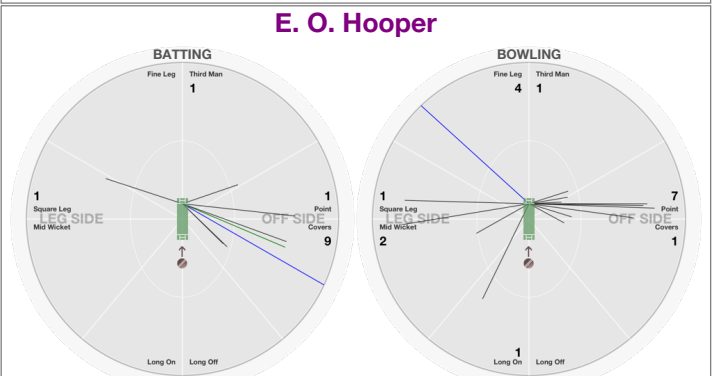 E. O. Hooper
BATTING
Fine Leg Third Man
1
1
Square Leg
LEG SIDE
Mid Wicket
1
Point
OFF SIDE
Covers
9
Long On Long Off
BOWLING
Fine Leg Third Man
4 1
1
Square Leg
LEG SIDE
Mid Wicket
2
7
Point
OFF SIDE
Covers
1
1
Long On Long Off